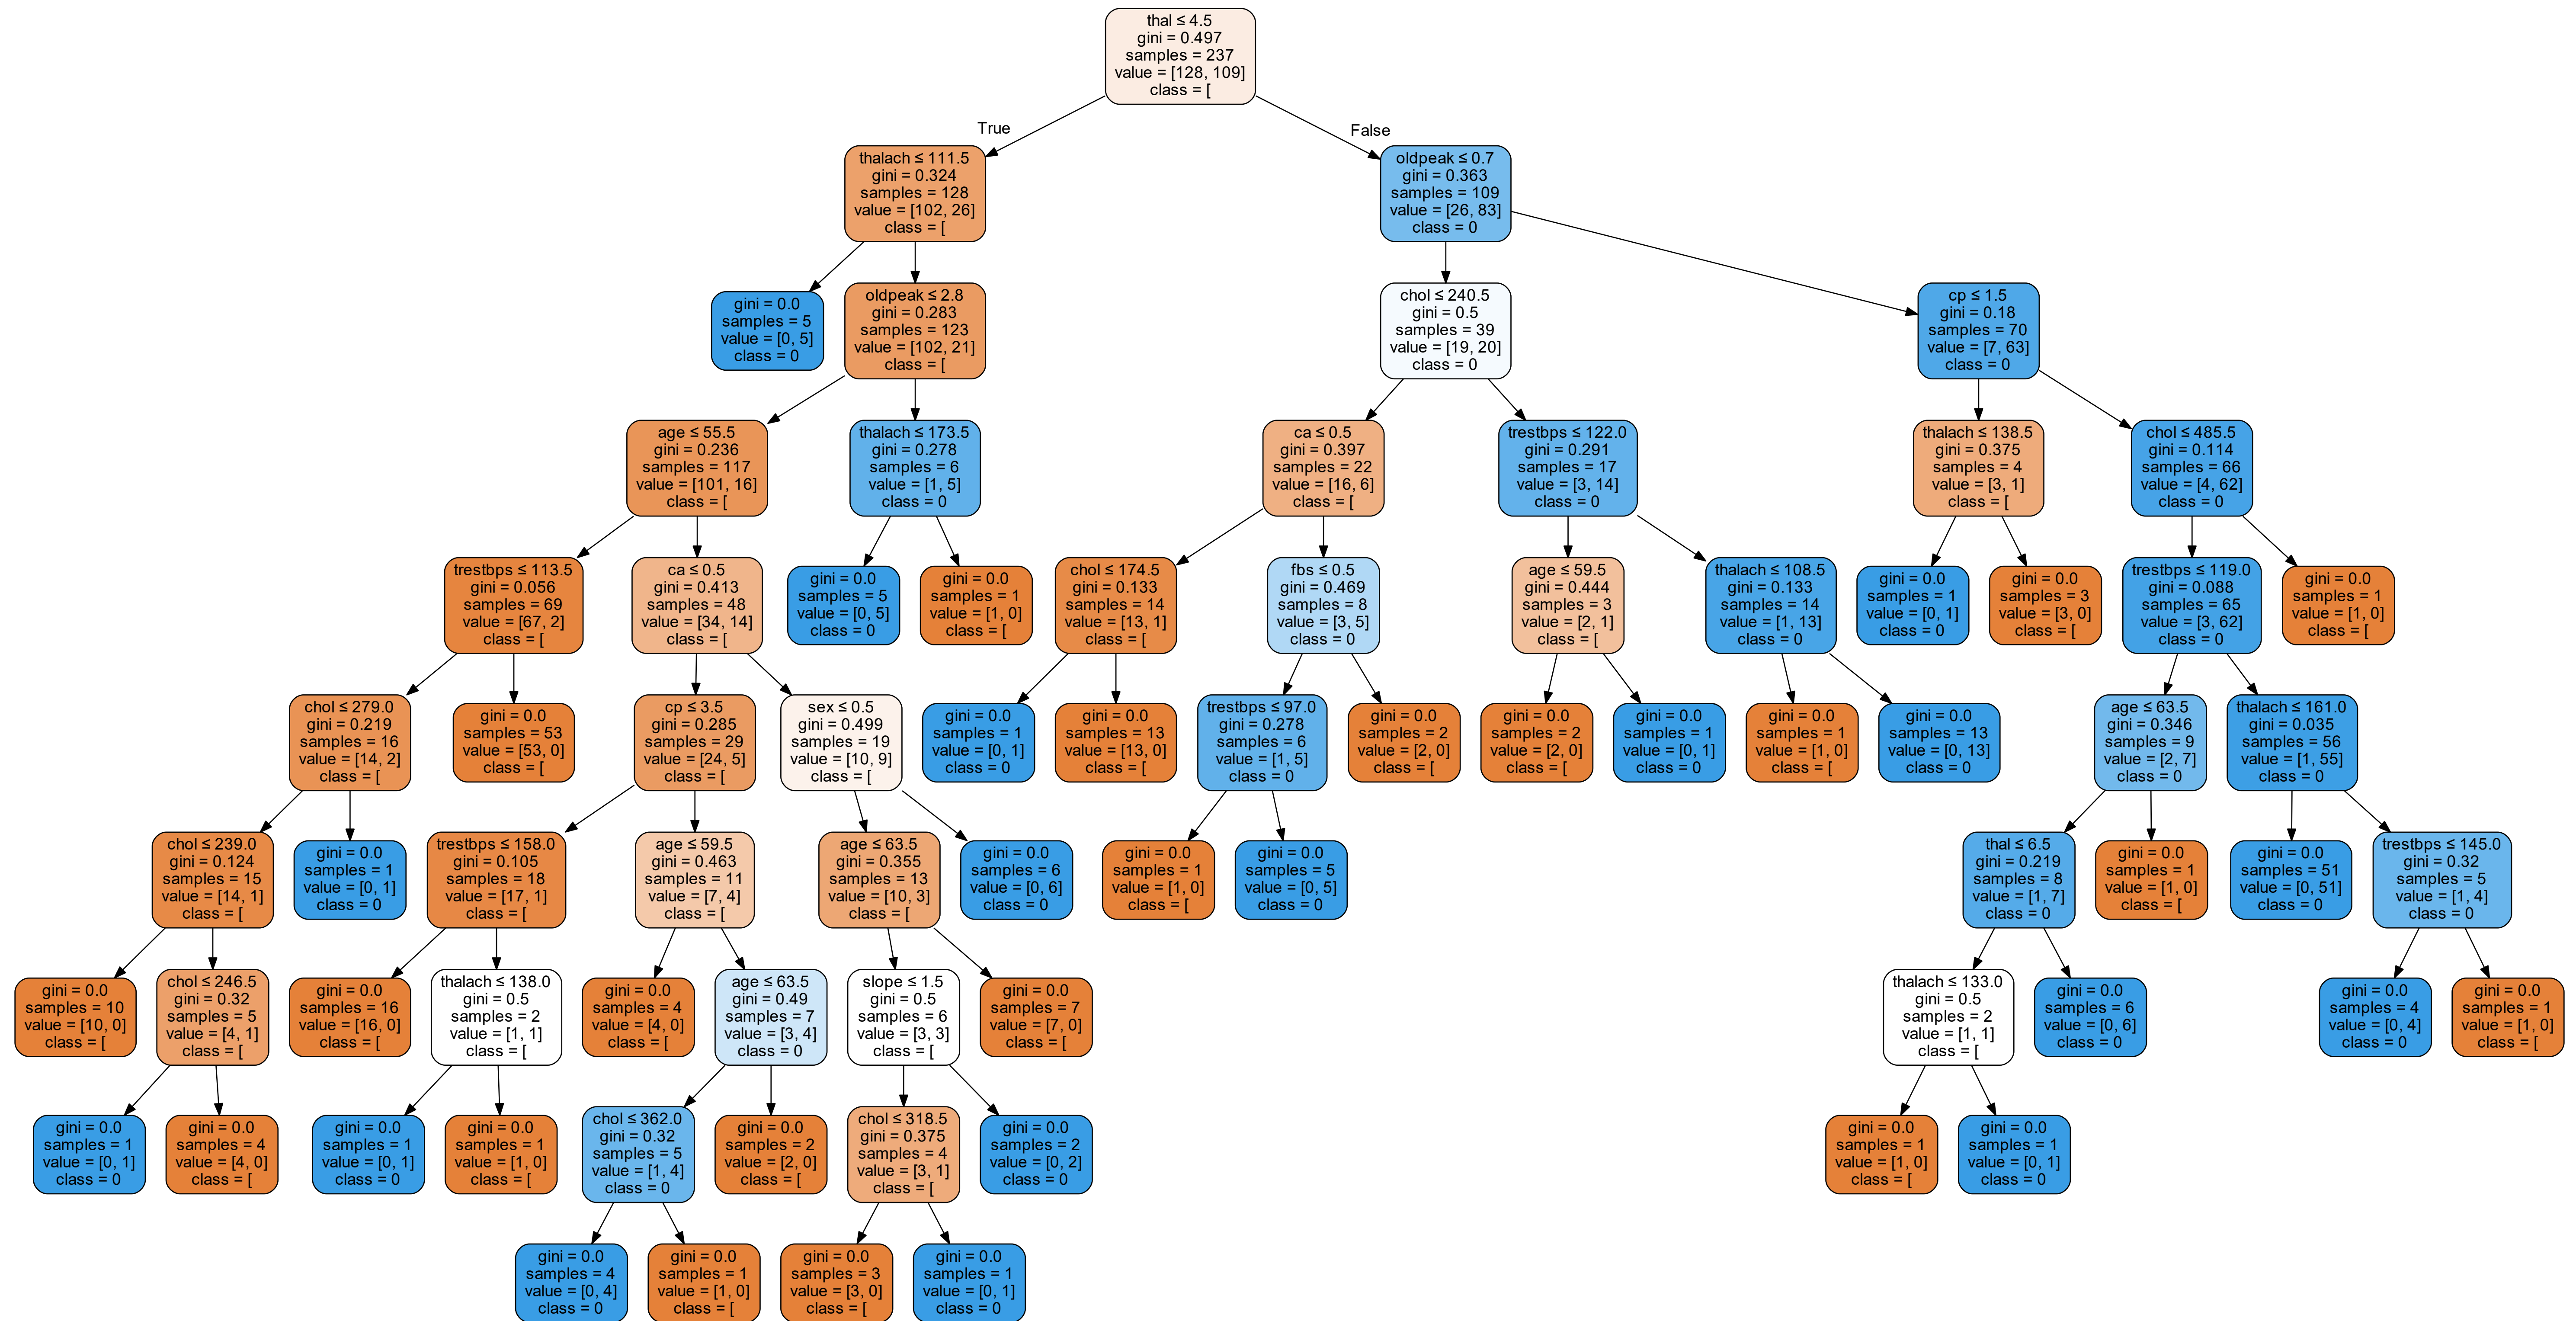 thal ≤ 4.5
gini = 0.497
samples = 237
value = [128, 109]
class = [
True
False
thalach ≤ 111.5
gini = 0.324
samples = 128
value = [102, 26]
class = [
oldpeak ≤ 0.7
gini = 0.363
samples = 109
value = [26, 83]
class = 0
gini = 0.0
samples = 5
value = [0, 5]
class = 0
oldpeak ≤ 2.8
gini = 0.283
samples = 123
value = [102, 21]
class = [
chol ≤ 240.5
gini = 0.5
samples = 39
value = [19, 20]
class = 0
cp ≤ 1.5
gini = 0.18
samples = 70
value = [7, 63]
class = 0
age ≤ 55.5
gini = 0.236
samples = 117
value = [101, 16]
class = [
thalach ≤ 173.5
gini = 0.278
samples = 6
value = [1, 5]
class = 0
ca ≤ 0.5
gini = 0.397
samples = 22
value = [16, 6]
class = [
trestbps ≤ 122.0
gini = 0.291
samples = 17
value = [3, 14]
class = 0
thalach ≤ 138.5
gini = 0.375
samples = 4
value = [3, 1]
class = [
chol ≤ 485.5
gini = 0.114
samples = 66
value = [4, 62]
class = 0
trestbps ≤ 113.5
gini = 0.056
samples = 69
value = [67, 2]
class = [
ca ≤ 0.5
gini = 0.413
samples = 48
value = [34, 14]
class = [
gini = 0.0
samples = 5
value = [0, 5]
class = 0
gini = 0.0
samples = 1
value = [1, 0]
class = [
chol ≤ 174.5
gini = 0.133
samples = 14
value = [13, 1]
class = [
fbs ≤ 0.5
gini = 0.469
samples = 8
value = [3, 5]
class = 0
age ≤ 59.5
gini = 0.444
samples = 3
value = [2, 1]
class = [
thalach ≤ 108.5
gini = 0.133
samples = 14
value = [1, 13]
class = 0
gini = 0.0
samples = 1
value = [0, 1]
class = 0
gini = 0.0
samples = 3
value = [3, 0]
class = [
trestbps ≤ 119.0
gini = 0.088
samples = 65
value = [3, 62]
class = 0
gini = 0.0
samples = 1
value = [1, 0]
class = [
chol ≤ 279.0
gini = 0.219
samples = 16
value = [14, 2]
class = [
gini = 0.0
samples = 53
value = [53, 0]
class = [
cp ≤ 3.5
gini = 0.285
samples = 29
value = [24, 5]
class = [
sex ≤ 0.5
gini = 0.499
samples = 19
value = [10, 9]
class = [
gini = 0.0
samples = 1
value = [0, 1]
class = 0
gini = 0.0
samples = 13
value = [13, 0]
class = [
trestbps ≤ 97.0
gini = 0.278
samples = 6
value = [1, 5]
class = 0
gini = 0.0
samples = 2
value = [2, 0]
class = [
gini = 0.0
samples = 2
value = [2, 0]
class = [
gini = 0.0
samples = 1
value = [0, 1]
class = 0
gini = 0.0
samples = 1
value = [1, 0]
class = [
gini = 0.0
samples = 13
value = [0, 13]
class = 0
age ≤ 63.5
gini = 0.346
samples = 9
value = [2, 7]
class = 0
thalach ≤ 161.0
gini = 0.035
samples = 56
value = [1, 55]
class = 0
chol ≤ 239.0
gini = 0.124
samples = 15
value = [14, 1]
class = [
gini = 0.0
samples = 1
value = [0, 1]
class = 0
trestbps ≤ 158.0
gini = 0.105
samples = 18
value = [17, 1]
class = [
age ≤ 59.5
gini = 0.463
samples = 11
value = [7, 4]
class = [
age ≤ 63.5
gini = 0.355
samples = 13
value = [10, 3]
class = [
gini = 0.0
samples = 6
value = [0, 6]
class = 0
gini = 0.0
samples = 1
value = [1, 0]
class = [
gini = 0.0
samples = 5
value = [0, 5]
class = 0
thal ≤ 6.5
gini = 0.219
samples = 8
value = [1, 7]
class = 0
gini = 0.0
samples = 1
value = [1, 0]
class = [
gini = 0.0
samples = 51
value = [0, 51]
class = 0
trestbps ≤ 145.0
gini = 0.32
samples = 5
value = [1, 4]
class = 0
gini = 0.0
samples = 10
value = [10, 0]
class = [
chol ≤ 246.5
gini = 0.32
samples = 5
value = [4, 1]
class = [
gini = 0.0
samples = 16
value = [16, 0]
class = [
thalach ≤ 138.0
gini = 0.5
samples = 2
value = [1, 1]
class = [
gini = 0.0
samples = 4
value = [4, 0]
class = [
age ≤ 63.5
gini = 0.49
samples = 7
value = [3, 4]
class = 0
slope ≤ 1.5
gini = 0.5
samples = 6
value = [3, 3]
class = [
gini = 0.0
samples = 7
value = [7, 0]
class = [
thalach ≤ 133.0
gini = 0.5
samples = 2
value = [1, 1]
class = [
gini = 0.0
samples = 6
value = [0, 6]
class = 0
gini = 0.0
samples = 4
value = [0, 4]
class = 0
gini = 0.0
samples = 1
value = [1, 0]
class = [
gini = 0.0
samples = 1
value = [0, 1]
class = 0
gini = 0.0
samples = 4
value = [4, 0]
class = [
gini = 0.0
samples = 1
value = [0, 1]
class = 0
gini = 0.0
samples = 1
value = [1, 0]
class = [
chol ≤ 362.0
gini = 0.32
samples = 5
value = [1, 4]
class = 0
gini = 0.0
samples = 2
value = [2, 0]
class = [
chol ≤ 318.5
gini = 0.375
samples = 4
value = [3, 1]
class = [
gini = 0.0
samples = 2
value = [0, 2]
class = 0
gini = 0.0
samples = 1
value = [1, 0]
class = [
gini = 0.0
samples = 1
value = [0, 1]
class = 0
gini = 0.0
samples = 4
value = [0, 4]
class = 0
gini = 0.0
samples = 1
value = [1, 0]
class = [
gini = 0.0
samples = 3
value = [3, 0]
class = [
gini = 0.0
samples = 1
value = [0, 1]
class = 0